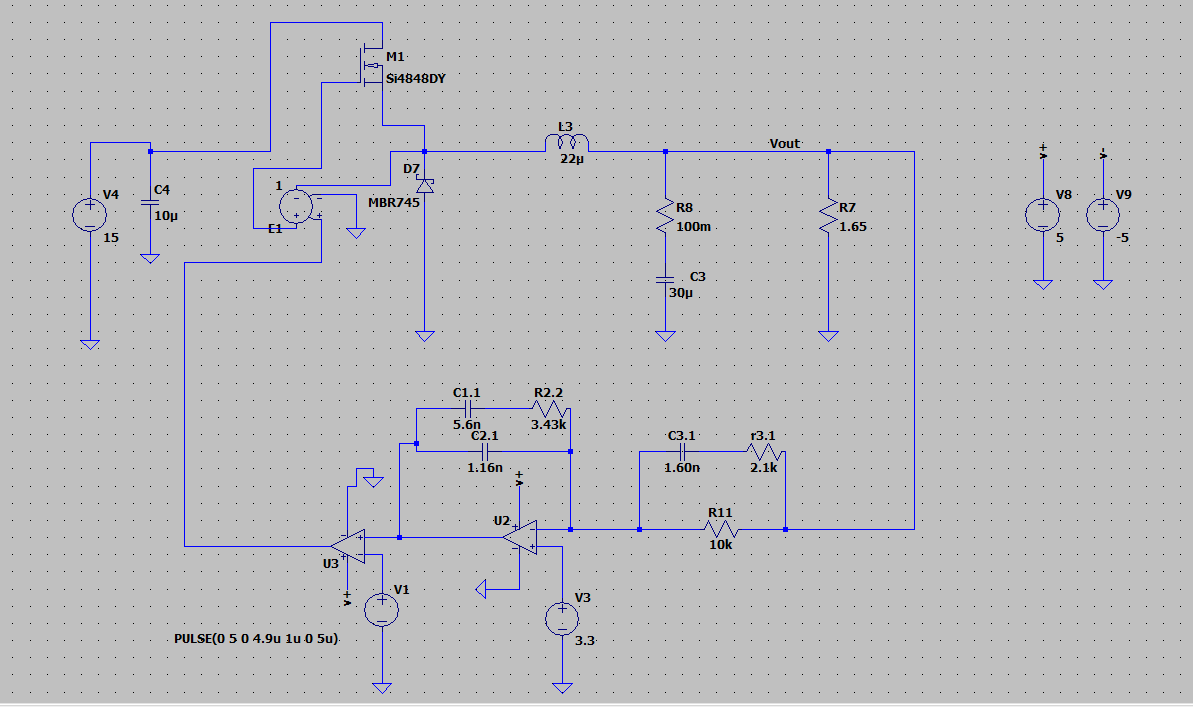 M1
Si4848DY
L3
22µ
Vout
V4
15
C4
10µ
1
E1
D7
MBR745
R8
100m
C3
30µ
R7
1.65
v+
V8
5
v-
V9
-5
C1.1
5.6n
R2.2
3.43k
C2.1
1.16n
C3.1
1.60n
r3.1
2.1k
v+
U2
R11
10k
U3
v+
V1
PULSE(0 5 0 4.9u 1u 0 5u)
V3
3.3